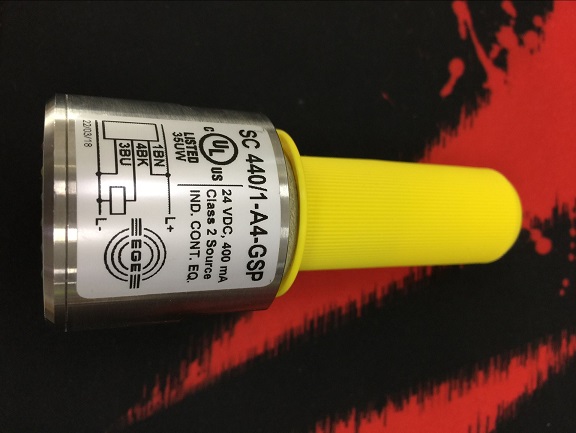 SC 440/1-A4-GSP
C UL US
LISTED
35UW
24 VDC, 400 mA
Class 2 Source
IND. CONT. EQ.
1BN
4BK
3BU
L+
L-
EGE
22/03/18